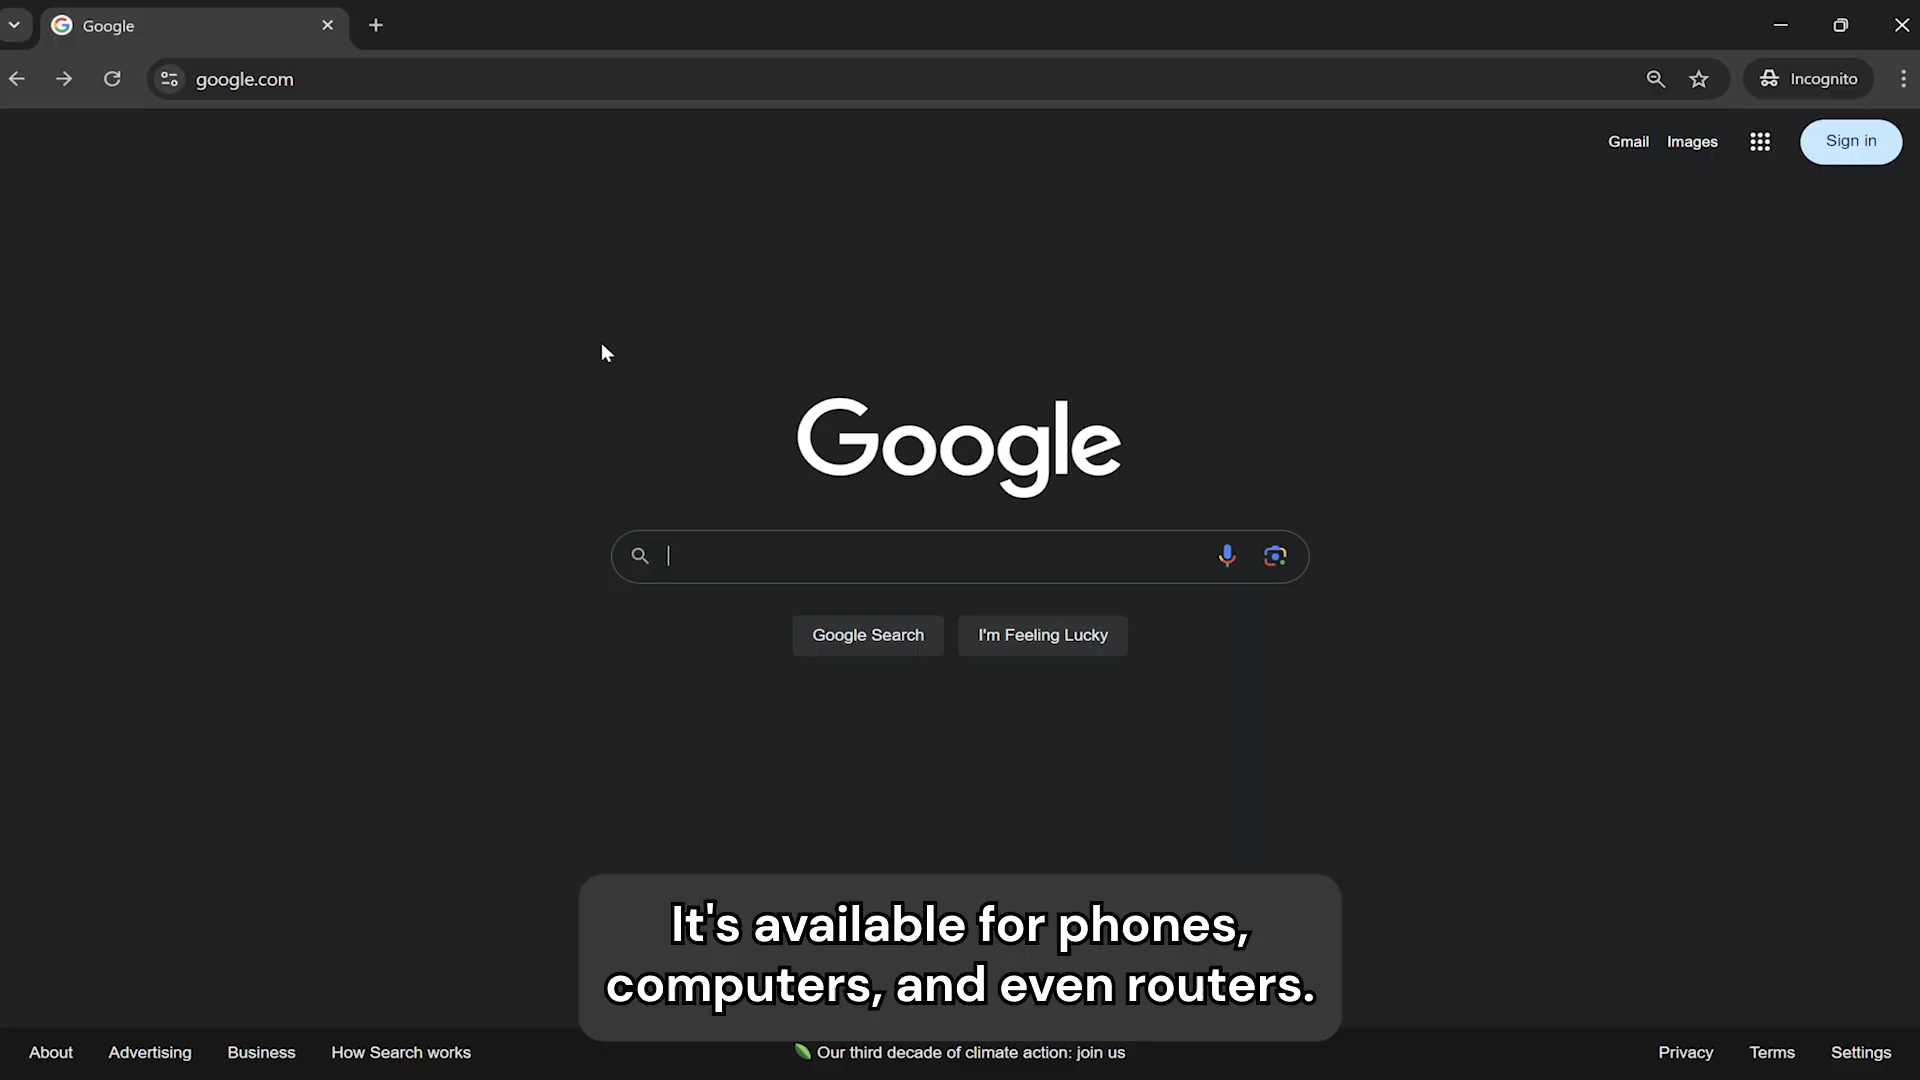 Google
google.com
Incognito
Gmail Images
Sign in
Google
Google Search I'm Feeling Lucky
It's available for phones,
computers, and even routers.
About Advertising Business How Search works Our third decade of climate action: join us Privacy Terms Settings